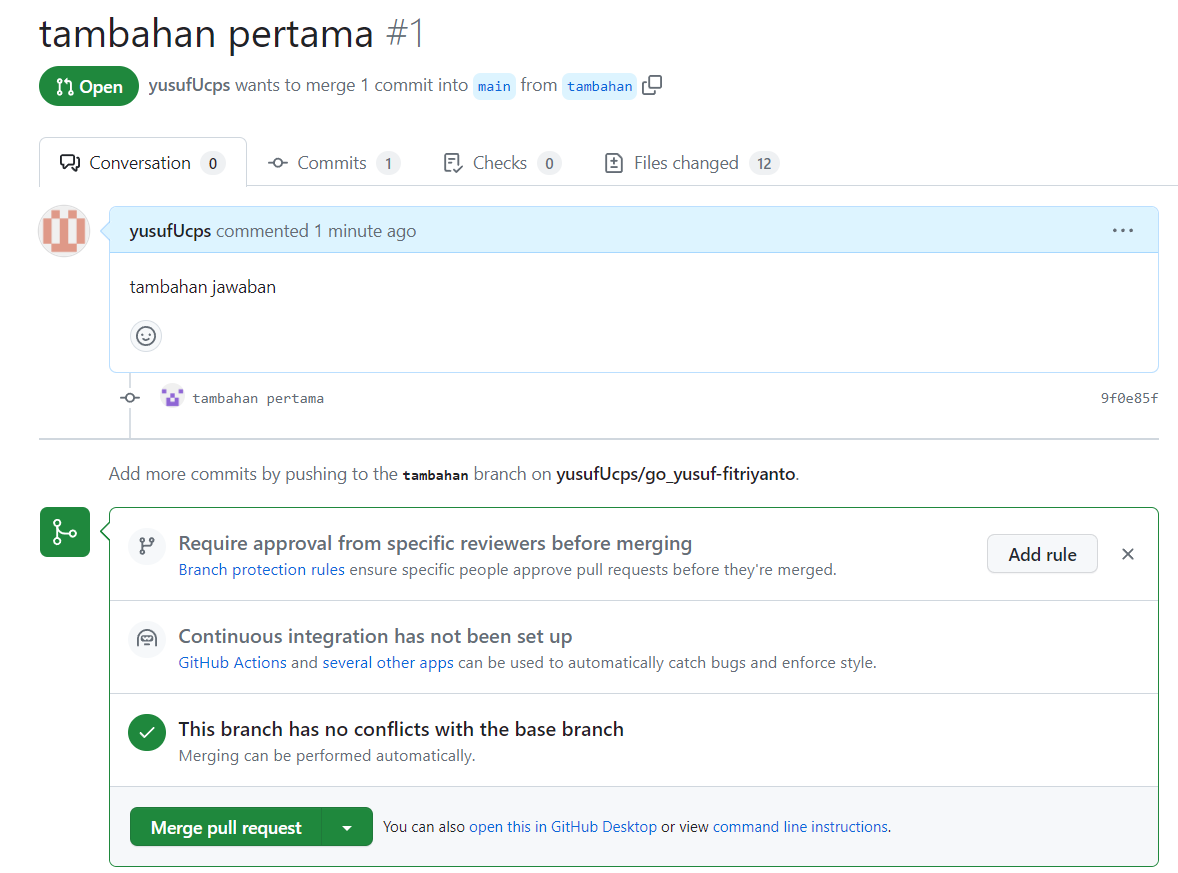 tambahan pertama #1
Open yusufUcps wants to merge 1 commit into main from tambahan
Conversation 0 Commits 1 Checks 0 Files changed 12
yusufUcps commented 1 minute ago
tambahan jawaban
tambahan pertama 9f0e85f
Add more commits by pushing to the tambahan branch on yusufUcps/go_yusuf-fitriyanto.
Require approval from specific reviewers before merging
Branch protection rules ensure specific people approve pull requests before they're merged.
Add rule
Continuous integration has not been set up
GitHub Actions and several other apps can be used to automatically catch bugs and enforce style.
This branch has no conflicts with the base branch
Merging can be performed automatically.
Merge pull request You can also open this in GitHub Desktop or view command line instructions.